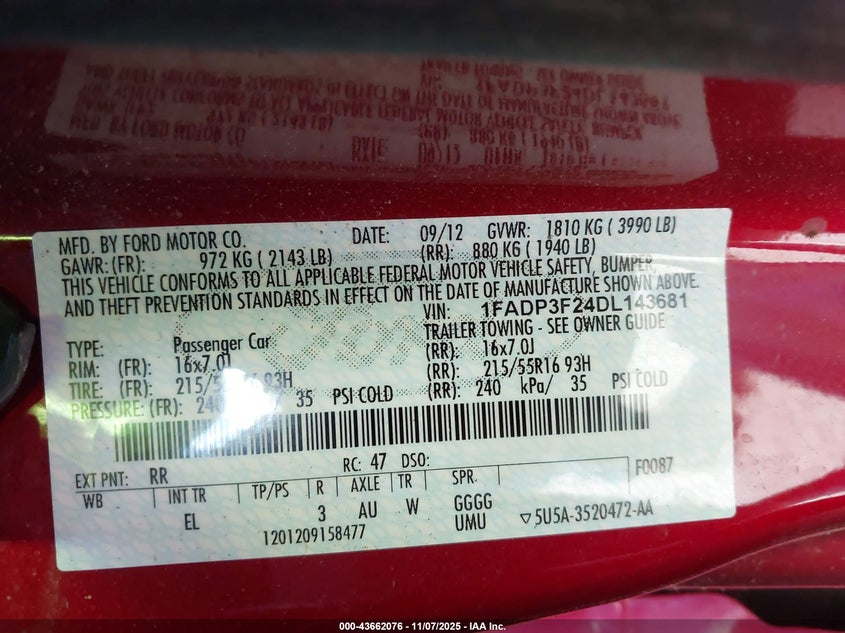 MFD. BY FORD MOTOR CO. DATE: 09/12 GVWR: 1810 KG ( 3990 LB)
GAWR:(FR): 972 KG ( 2143 LB) (RR): 880 KG ( 1940 LB)
THIS VEHICLE CONFORMS TO ALL APPLICABLE FEDERAL MOTOR VEHICLE SAFETY, BUMPER,
AND THEFT PREVENTION STANDARDS IN EFFECT ON THE DATE OF MANUFACTURE SHOWN ABOVE.
VIN: 1FADP3F24DL143681
TRAILER TOWING - SEE OWNER GUIDE
TYPE: Passenger Car
RIM: (FR): 16x7.0J (RR): 16x7.0J
TIRE: (FR): 215/55R16 93H (RR): 215/55R16 93H
PRESSURE: (FR): 240 / 35 PSI COLD (RR): 240 kPa/ 35 PSI COLD
EXT PNT: RR RC: 47 DSO: F0087
WB INT TR TP/PS R AXLE TR SPR.
EL 3 AU W GGGG
UMU
1201209158477 ▽5U5A-3520472-AA
000-43662076 - 11/07/2025 - IAA Inc.